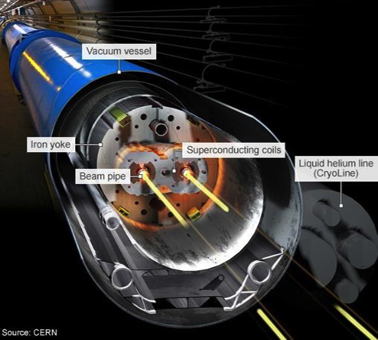 Vacuum vessel
Iron yoke
Superconducting coils
Beam pipe
Liquid helium line
(CryoLine)
Source: CERN